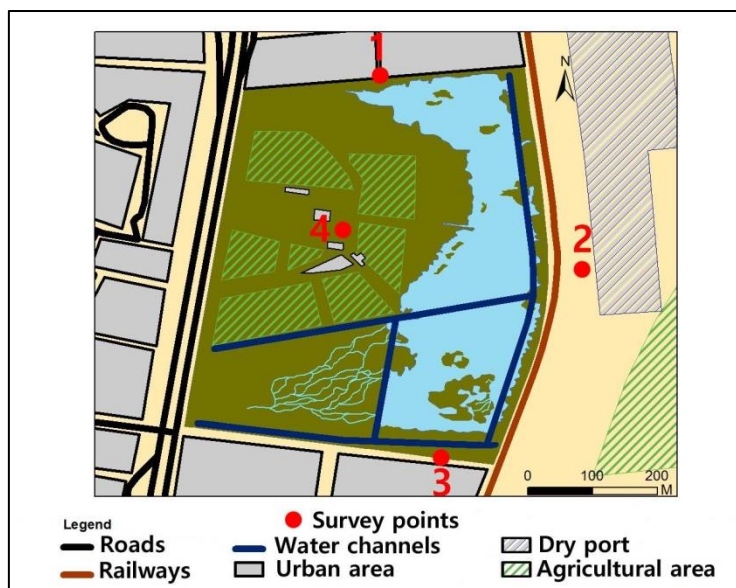 1
N
2
4
3
0 100 200
M
Legend
Survey points
Roads
Water channels
Dry port
Railways
Urban area
Agricultural area